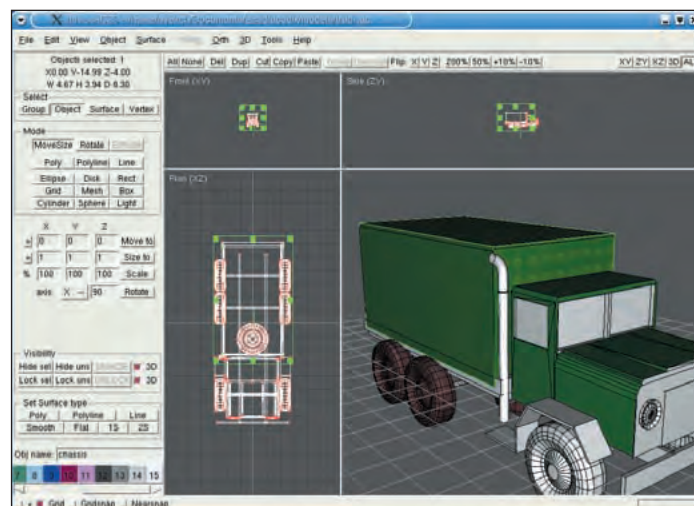 File Edit View Object Surface Orth 3D Tools Help
Objects selected: 1
X0.00 Y-14.99 Z-4.00
W 4.67 H 3.94 D 8.30
All None Del Dup Cut Copy Paste Flip X Y Z 200% 50% +10% -10% XY ZY XZ 3D ALL
Select
Group Object Surface Vertex
Mode
MoveSize Rotate
Poly Polyline Line
Ellipse Disk Rect
Grid Mesh Box
Cylinder Sphere Light
X Y Z
+ 0 0 0 Move to
+ 1 1 1 Size to
% 100 100 100 Scale
axis X 90 Rotate
Visibility
Hide sel Hide uns 3D
Lock sel Lock uns 3D
Set Surface type
Poly Polyline Line
Smooth Flat 1S 2S
Obj name: chassis
7 8 9 10 11 12 13 14 15
Grid Gridsnap Nearsnap
Front (XY)
Side (ZY)
Plan (XZ)